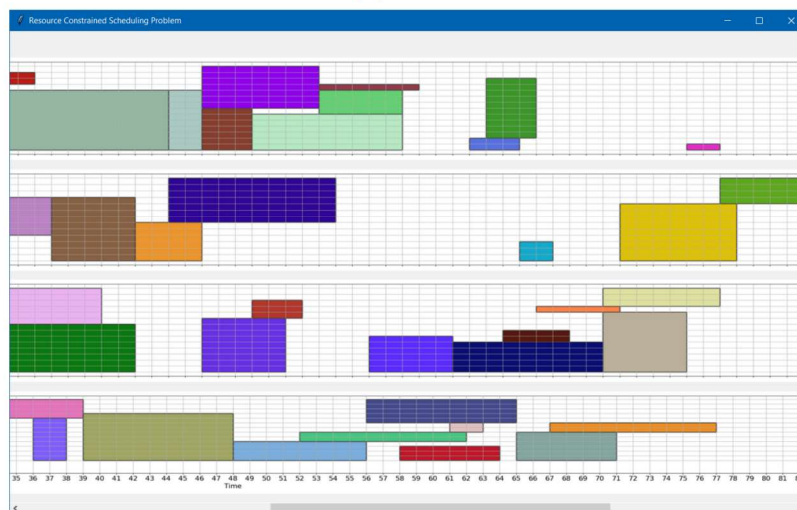 Resource Constrained Scheduling Problem
35 36 37 38 39 40 41 42 43 44 45 46 47 48 49 50 51 52 53 54 55 56 57 58 59 60 61 62 63 64 65 66 67 68 69 70 71 72 73 74 75 76 77 78 79 80 81
Time